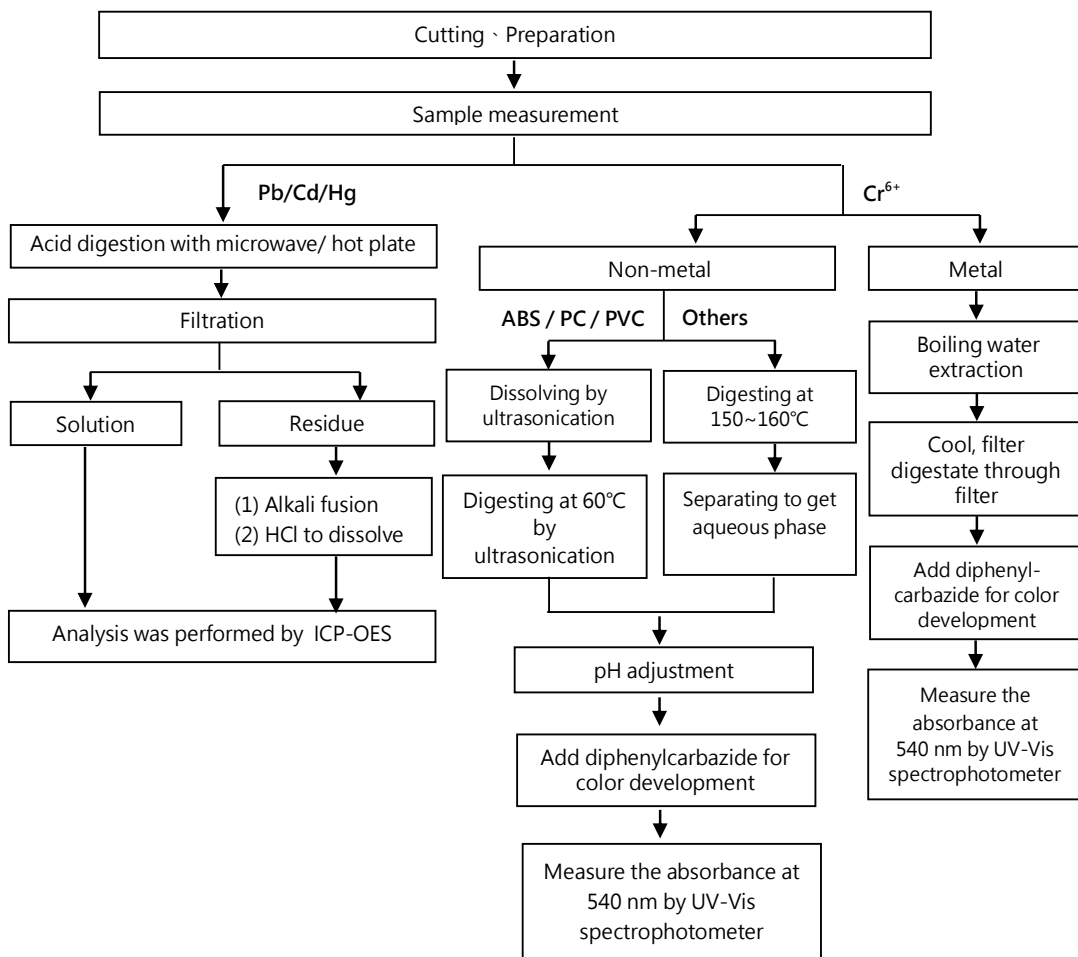 Cutting、Preparation
Sample measurement
Pb/Cd/Hg
Cr⁶⁺
Acid digestion with microwave/ hot plate
Non-metal
Metal
Filtration
ABS / PC / PVC
Others
Boiling water
extraction
Solution
Residue
Dissolving by
ultrasonication
Digesting at
150~160℃
Cool, filter
digestate through
filter
(1) Alkali fusion
(2) HCl to dissolve
Digesting at 60℃
by
ultrasonication
Separating to get
aqueous phase
Add diphenyl-
carbazide for color
development
Analysis was performed by ICP-OES
pH adjustment
Measure the
absorbance at
540 nm by UV-Vis
spectrophotometer
Add diphenylcarbazide for
color development
Measure the absorbance at
540 nm by UV-Vis
spectrophotometer